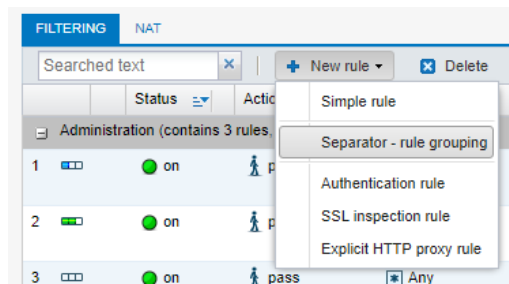 FILTERING NAT
Searched text × New rule Delete
Status Actio
Simple rule
Administration (contains 3 rules,
Separator - rule grouping
1 on p
Authentication rule
2 on p
SSL inspection rule
Explicit HTTP proxy rule
3 on pass Any